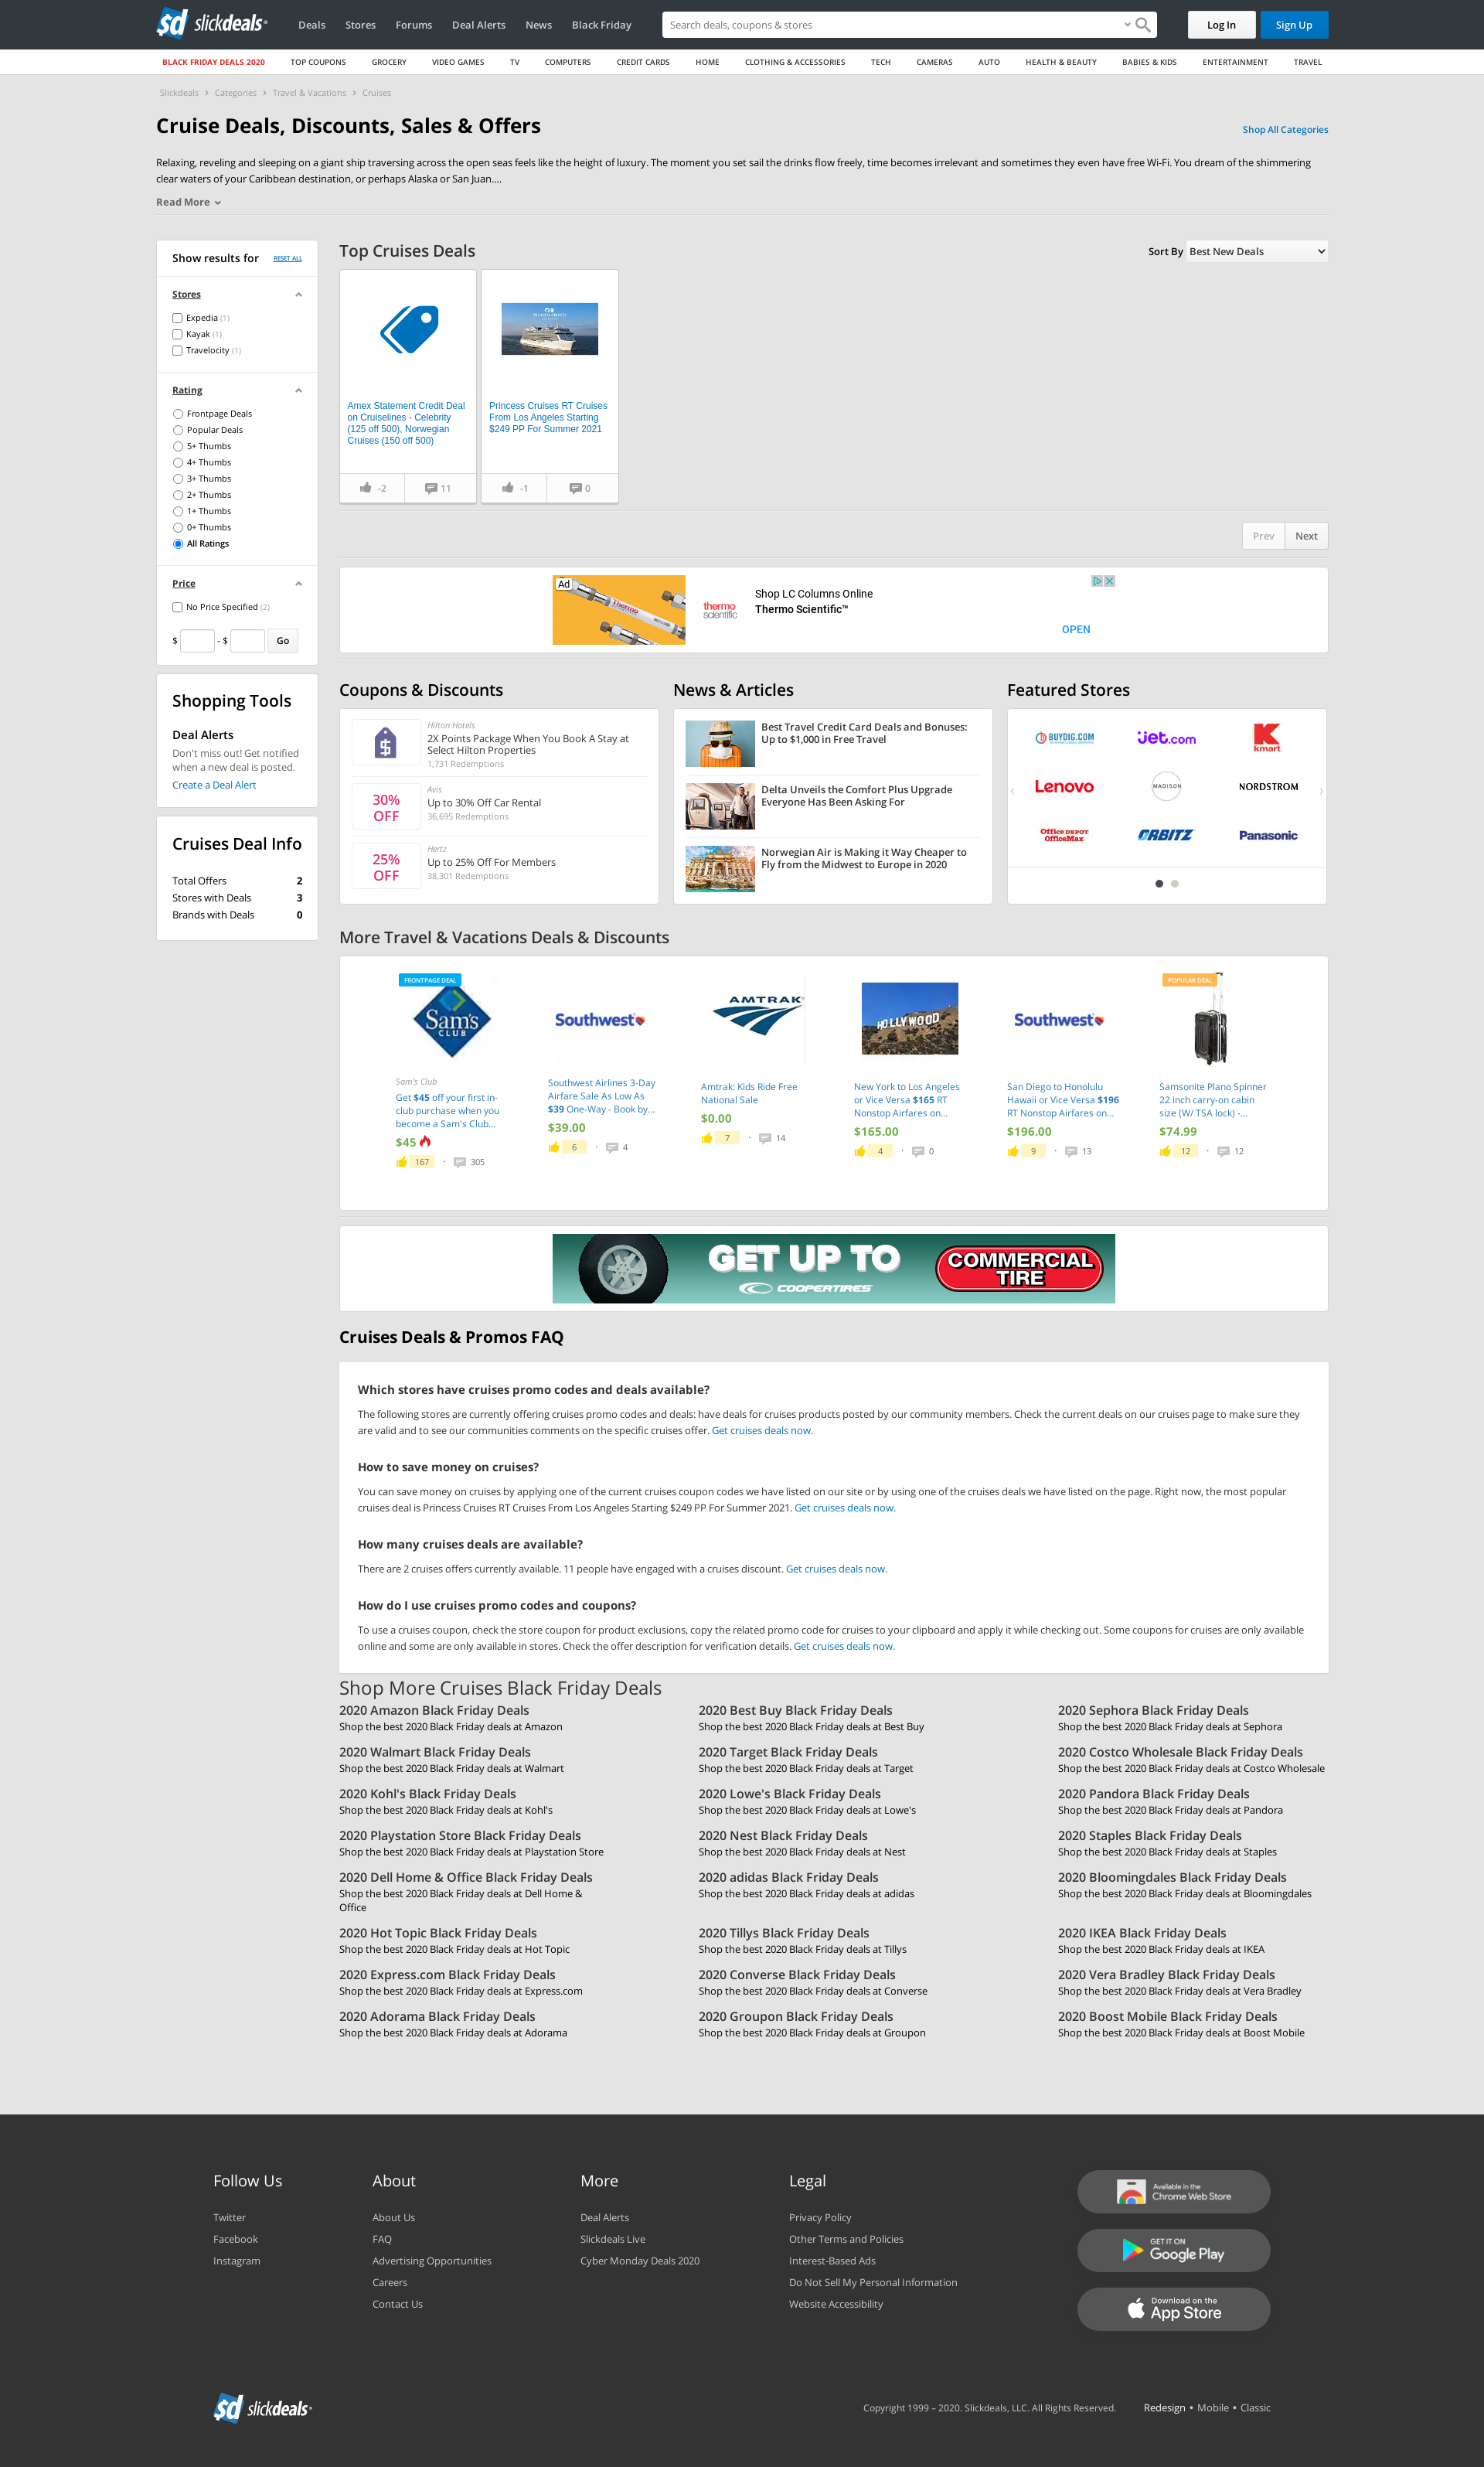 slickdeals
Deals
Stores
Forums
Deal Alerts
News
Black Friday
Search deals, coupons & stores
Log In
Sign Up
BLACK FRIDAY DEALS 2020
TOP COUPONS
GROCERY
VIDEO GAMES
TV
COMPUTERS
CREDIT CARDS
HOME
CLOTHING & ACCESSORIES
TECH
CAMERAS
AUTO
HEALTH & BEAUTY
BABIES & KIDS
ENTERTAINMENT
TRAVEL
Slickdeals › Categories › Travel & Vacations › Cruises
Cruise Deals, Discounts, Sales & Offers
Shop All Categories
Relaxing, reveling and sleeping on a giant ship traversing across the open seas feels like the height of luxury. The moment you set sail the drinks flow freely, time becomes irrelevant and sometimes they even have free Wi-Fi. You dream of the shimmering
clear waters of your Caribbean destination, or perhaps Alaska or San Juan....
Read More
Show results for
RESET ALL
Stores
Expedia (1)
Kayak (1)
Travelocity (1)
Rating
Frontpage Deals
Popular Deals
5+ Thumbs
4+ Thumbs
3+ Thumbs
2+ Thumbs
1+ Thumbs
0+ Thumbs
All Ratings
Price
No Price Specified (2)
$ - $ Go
Shopping Tools
Deal Alerts
Don't miss out! Get notified
when a new deal is posted.
Create a Deal Alert
Cruises Deal Info
Total Offers 2
Stores with Deals 3
Brands with Deals 0
Top Cruises Deals
Sort By Best New Deals
Amex Statement Credit Deal
on Cruiselines - Celebrity
(125 off 500), Norwegian
Cruises (150 off 500)
-2 11
Princess Cruises RT Cruises
From Los Angeles Starting
$249 PP For Summer 2021
-1 0
Prev Next
Ad
thermo
scientific
Shop LC Columns Online
Thermo Scientific™
OPEN
Coupons & Discounts
Hilton Hotels
2X Points Package When You Book A Stay at
Select Hilton Properties
1,731 Redemptions
30%
OFF
Avis
Up to 30% Off Car Rental
36,695 Redemptions
25%
OFF
Hertz
Up to 25% Off For Members
38,301 Redemptions
News & Articles
Best Travel Credit Card Deals and Bonuses:
Up to $1,000 in Free Travel
Delta Unveils the Comfort Plus Upgrade
Everyone Has Been Asking For
Norwegian Air is Making it Way Cheaper to
Fly from the Midwest to Europe in 2020
Featured Stores
BUYDIG.COM
jet.com
kmart
Lenovo
MADISON
NORDSTROM
Office DEPOT
OfficeMax
ORBITZ
Panasonic
More Travel & Vacations Deals & Discounts
FRONTPAGE DEAL
Sam's
CLUB
Sam's Club
Get $45 off your first in-
club purchase when you
become a Sam's Club...
$45
167 · 305
Southwest
Southwest Airlines 3-Day
Airfare Sale As Low As
$39 One-Way - Book by...
$39.00
6 · 4
AMTRAK
Amtrak: Kids Ride Free
National Sale
$0.00
7 · 14
HOLLYWOOD
New York to Los Angeles
or Vice Versa $165 RT
Nonstop Airfares on...
$165.00
4 · 0
Southwest
San Diego to Honolulu
Hawaii or Vice Versa $196
RT Nonstop Airfares on...
$196.00
9 · 13
POPULAR DEAL
Samsonite Plano Spinner
22 inch carry-on cabin
size (W/ TSA lock) -...
$74.99
12 · 12
GET UP TO
COOPERTIRES
COMMERCIAL
TIRE
Cruises Deals & Promos FAQ
Which stores have cruises promo codes and deals available?
The following stores are currently offering cruises promo codes and deals: have deals for cruises products posted by our community members. Check the current deals on our cruises page to make sure they
are valid and to see our communities comments on the specific cruises offer. Get cruises deals now.
How to save money on cruises?
You can save money on cruises by applying one of the current cruises coupon codes we have listed on our site or by using one of the cruises deals we have listed on the page. Right now, the most popular
cruises deal is Princess Cruises RT Cruises From Los Angeles Starting $249 PP For Summer 2021. Get cruises deals now.
How many cruises deals are available?
There are 2 cruises offers currently available. 11 people have engaged with a cruises discount. Get cruises deals now.
How do I use cruises promo codes and coupons?
To use a cruises coupon, check the store coupon for product exclusions, copy the related promo code for cruises to your clipboard and apply it while checking out. Some coupons for cruises are only available
online and some are only available in stores. Check the offer description for verification details. Get cruises deals now.
Shop More Cruises Black Friday Deals
2020 Amazon Black Friday Deals
Shop the best 2020 Black Friday deals at Amazon
2020 Best Buy Black Friday Deals
Shop the best 2020 Black Friday deals at Best Buy
2020 Sephora Black Friday Deals
Shop the best 2020 Black Friday deals at Sephora
2020 Walmart Black Friday Deals
Shop the best 2020 Black Friday deals at Walmart
2020 Target Black Friday Deals
Shop the best 2020 Black Friday deals at Target
2020 Costco Wholesale Black Friday Deals
Shop the best 2020 Black Friday deals at Costco Wholesale
2020 Kohl's Black Friday Deals
Shop the best 2020 Black Friday deals at Kohl's
2020 Lowe's Black Friday Deals
Shop the best 2020 Black Friday deals at Lowe's
2020 Pandora Black Friday Deals
Shop the best 2020 Black Friday deals at Pandora
2020 Playstation Store Black Friday Deals
Shop the best 2020 Black Friday deals at Playstation Store
2020 Nest Black Friday Deals
Shop the best 2020 Black Friday deals at Nest
2020 Staples Black Friday Deals
Shop the best 2020 Black Friday deals at Staples
2020 Dell Home & Office Black Friday Deals
Shop the best 2020 Black Friday deals at Dell Home &
Office
2020 adidas Black Friday Deals
Shop the best 2020 Black Friday deals at adidas
2020 Bloomingdales Black Friday Deals
Shop the best 2020 Black Friday deals at Bloomingdales
2020 Hot Topic Black Friday Deals
Shop the best 2020 Black Friday deals at Hot Topic
2020 Tillys Black Friday Deals
Shop the best 2020 Black Friday deals at Tillys
2020 IKEA Black Friday Deals
Shop the best 2020 Black Friday deals at IKEA
2020 Express.com Black Friday Deals
Shop the best 2020 Black Friday deals at Express.com
2020 Converse Black Friday Deals
Shop the best 2020 Black Friday deals at Converse
2020 Vera Bradley Black Friday Deals
Shop the best 2020 Black Friday deals at Vera Bradley
2020 Adorama Black Friday Deals
Shop the best 2020 Black Friday deals at Adorama
2020 Groupon Black Friday Deals
Shop the best 2020 Black Friday deals at Groupon
2020 Boost Mobile Black Friday Deals
Shop the best 2020 Black Friday deals at Boost Mobile
Follow Us
Twitter
Facebook
Instagram
About
About Us
FAQ
Advertising Opportunities
Careers
Contact Us
More
Deal Alerts
Slickdeals Live
Cyber Monday Deals 2020
Legal
Privacy Policy
Other Terms and Policies
Interest-Based Ads
Do Not Sell My Personal Information
Website Accessibility
Available in the
Chrome Web Store
GET IT ON
Google Play
Download on the
App Store
slickdeals
Copyright 1999 – 2020. Slickdeals, LLC. All Rights Reserved.
Redesign • Mobile • Classic